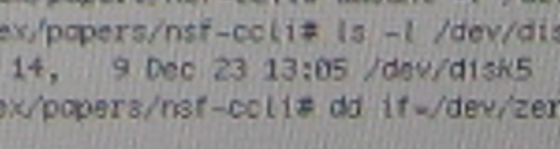 ex/papers/nsf-ccli# ls -l /dev/dis
14, 9 Dec 23 13:05 /dev/disk5
ex/papers/nsf-ccli# dd if=/dev/zer